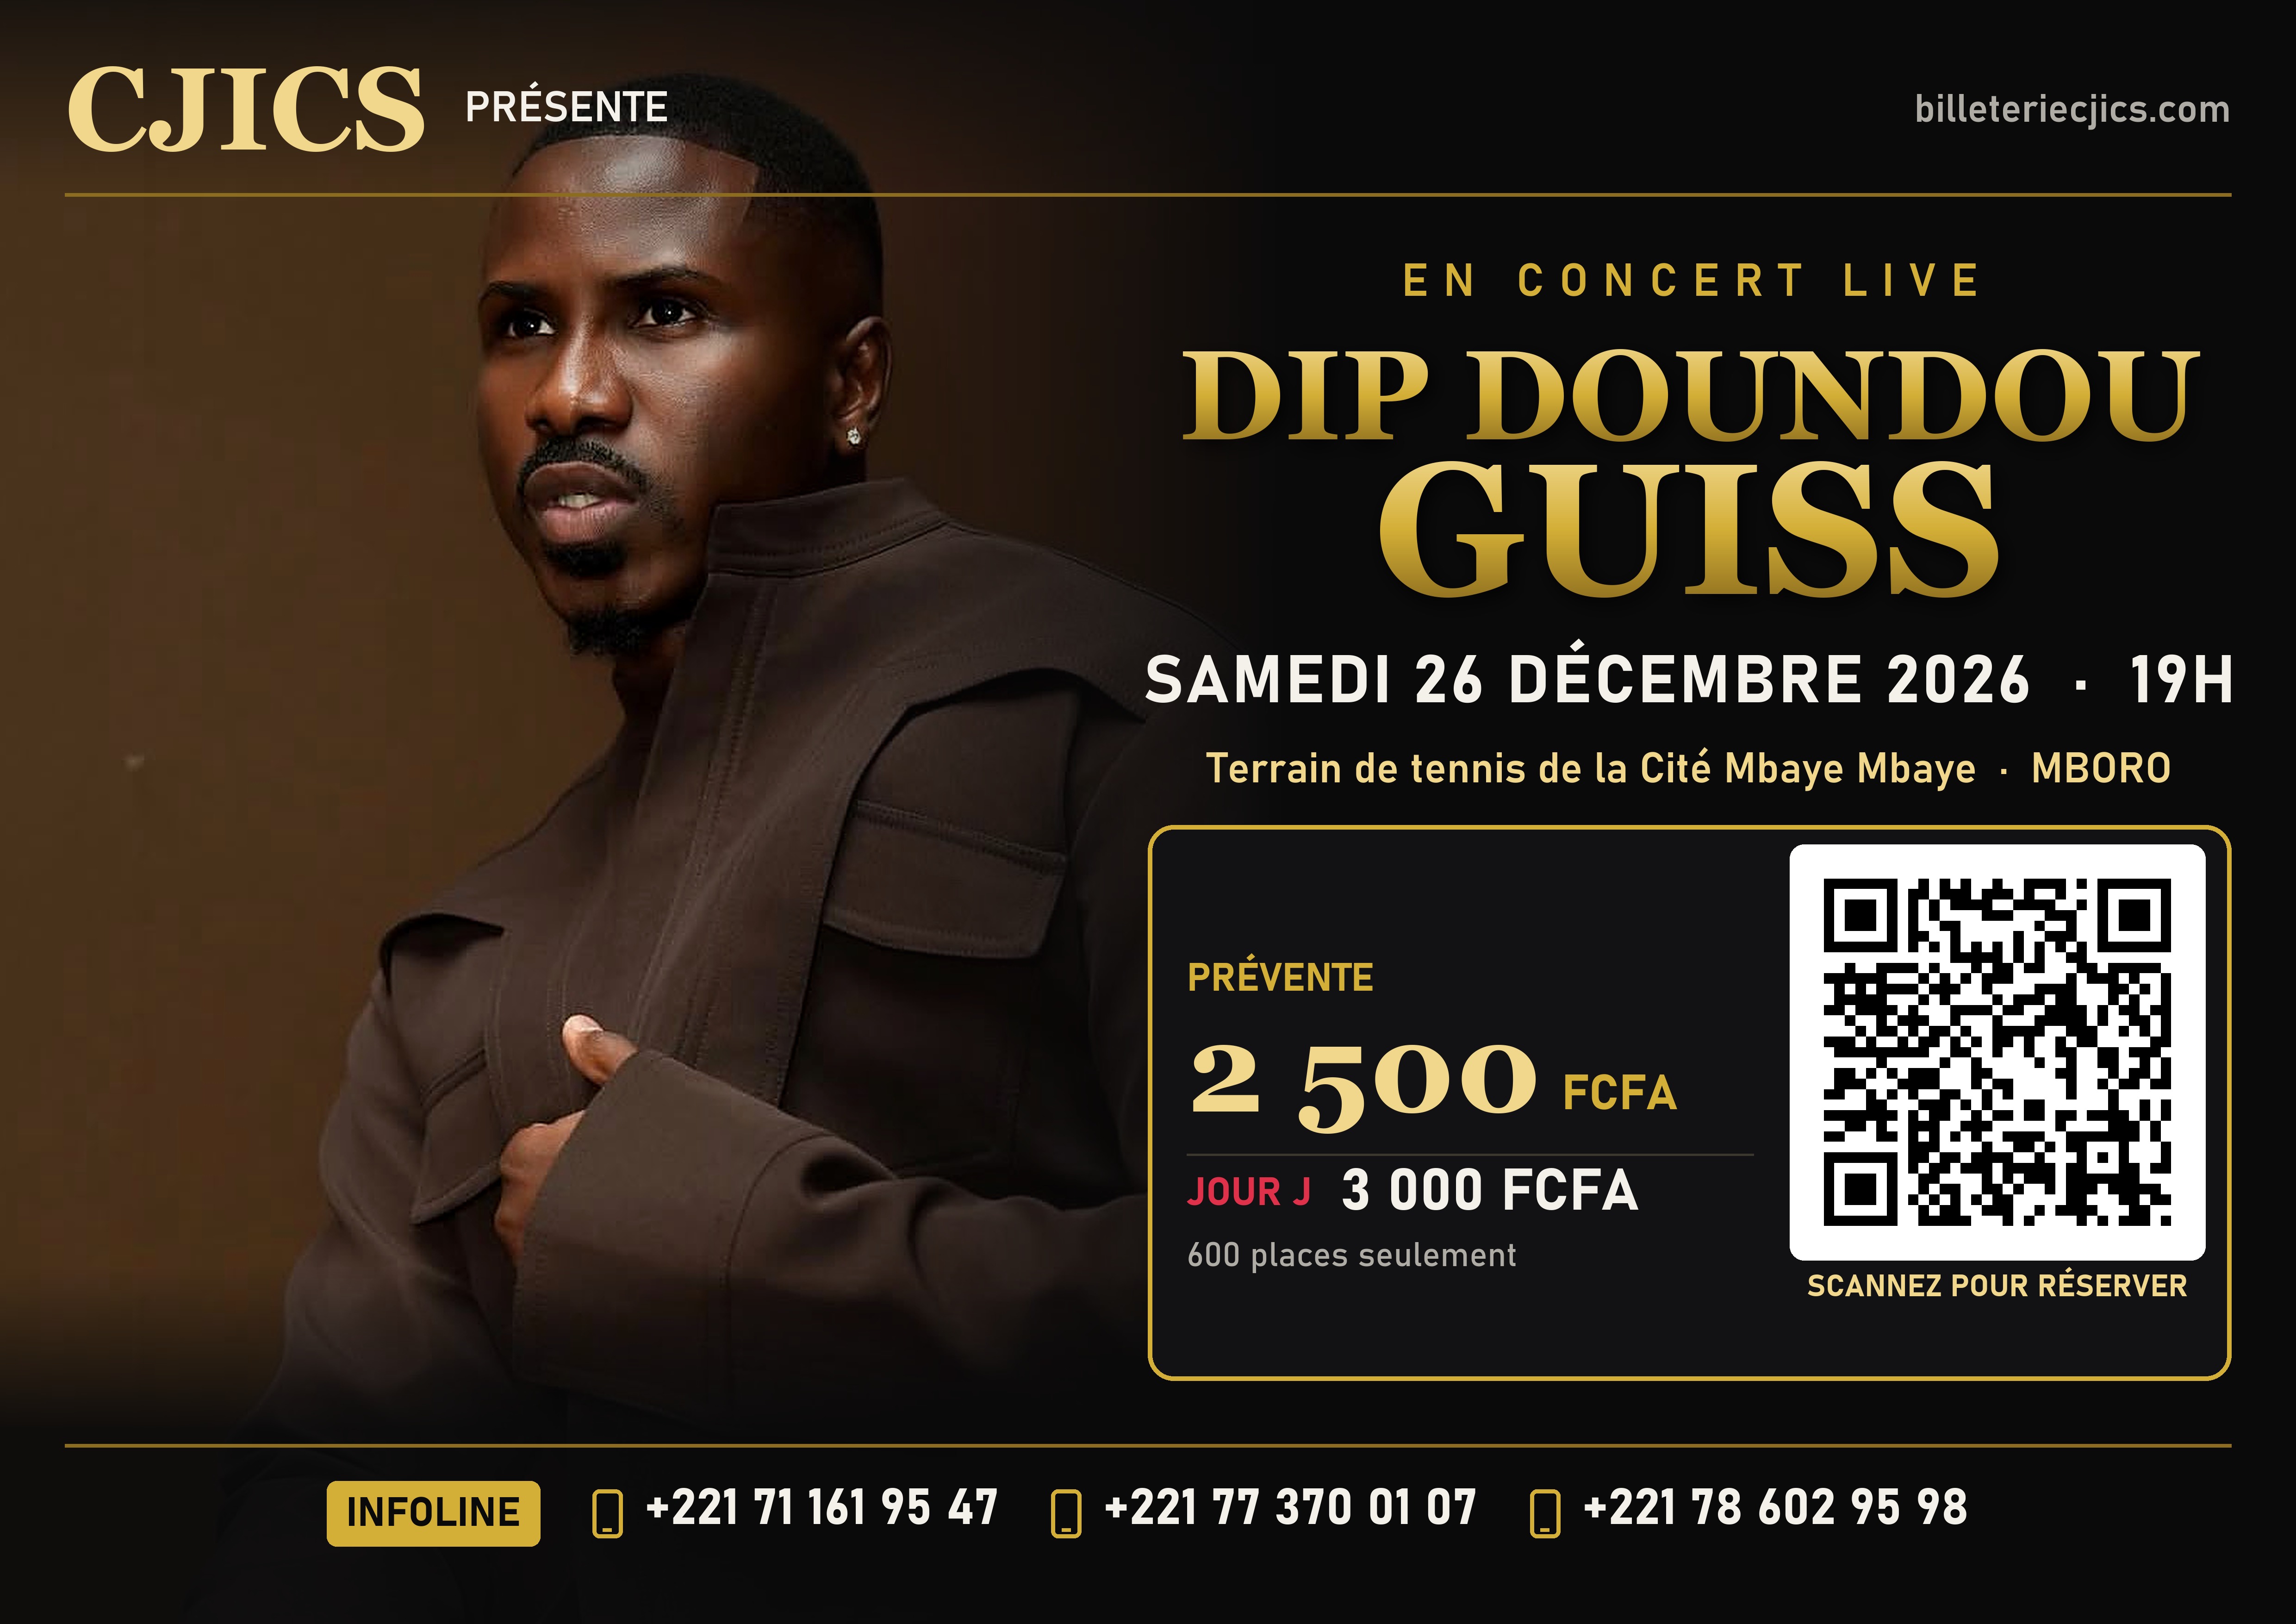 CJICS PRÉSENTE
billeteriecjics.com
EN CONCERT LIVE
DIP DOUNDOU
GUISS
SAMEDI 26 DÉCEMBRE 2026 · 19H
Terrain de tennis de la Cité Mbaye Mbaye · MBORO
PRÉVENTE
2 500 FCFA
JOUR J 3 000 FCFA
600 places seulement
SCANNEZ POUR RÉSERVER
INFOLINE +221 71 161 95 47 +221 77 370 01 07 +221 78 602 95 98